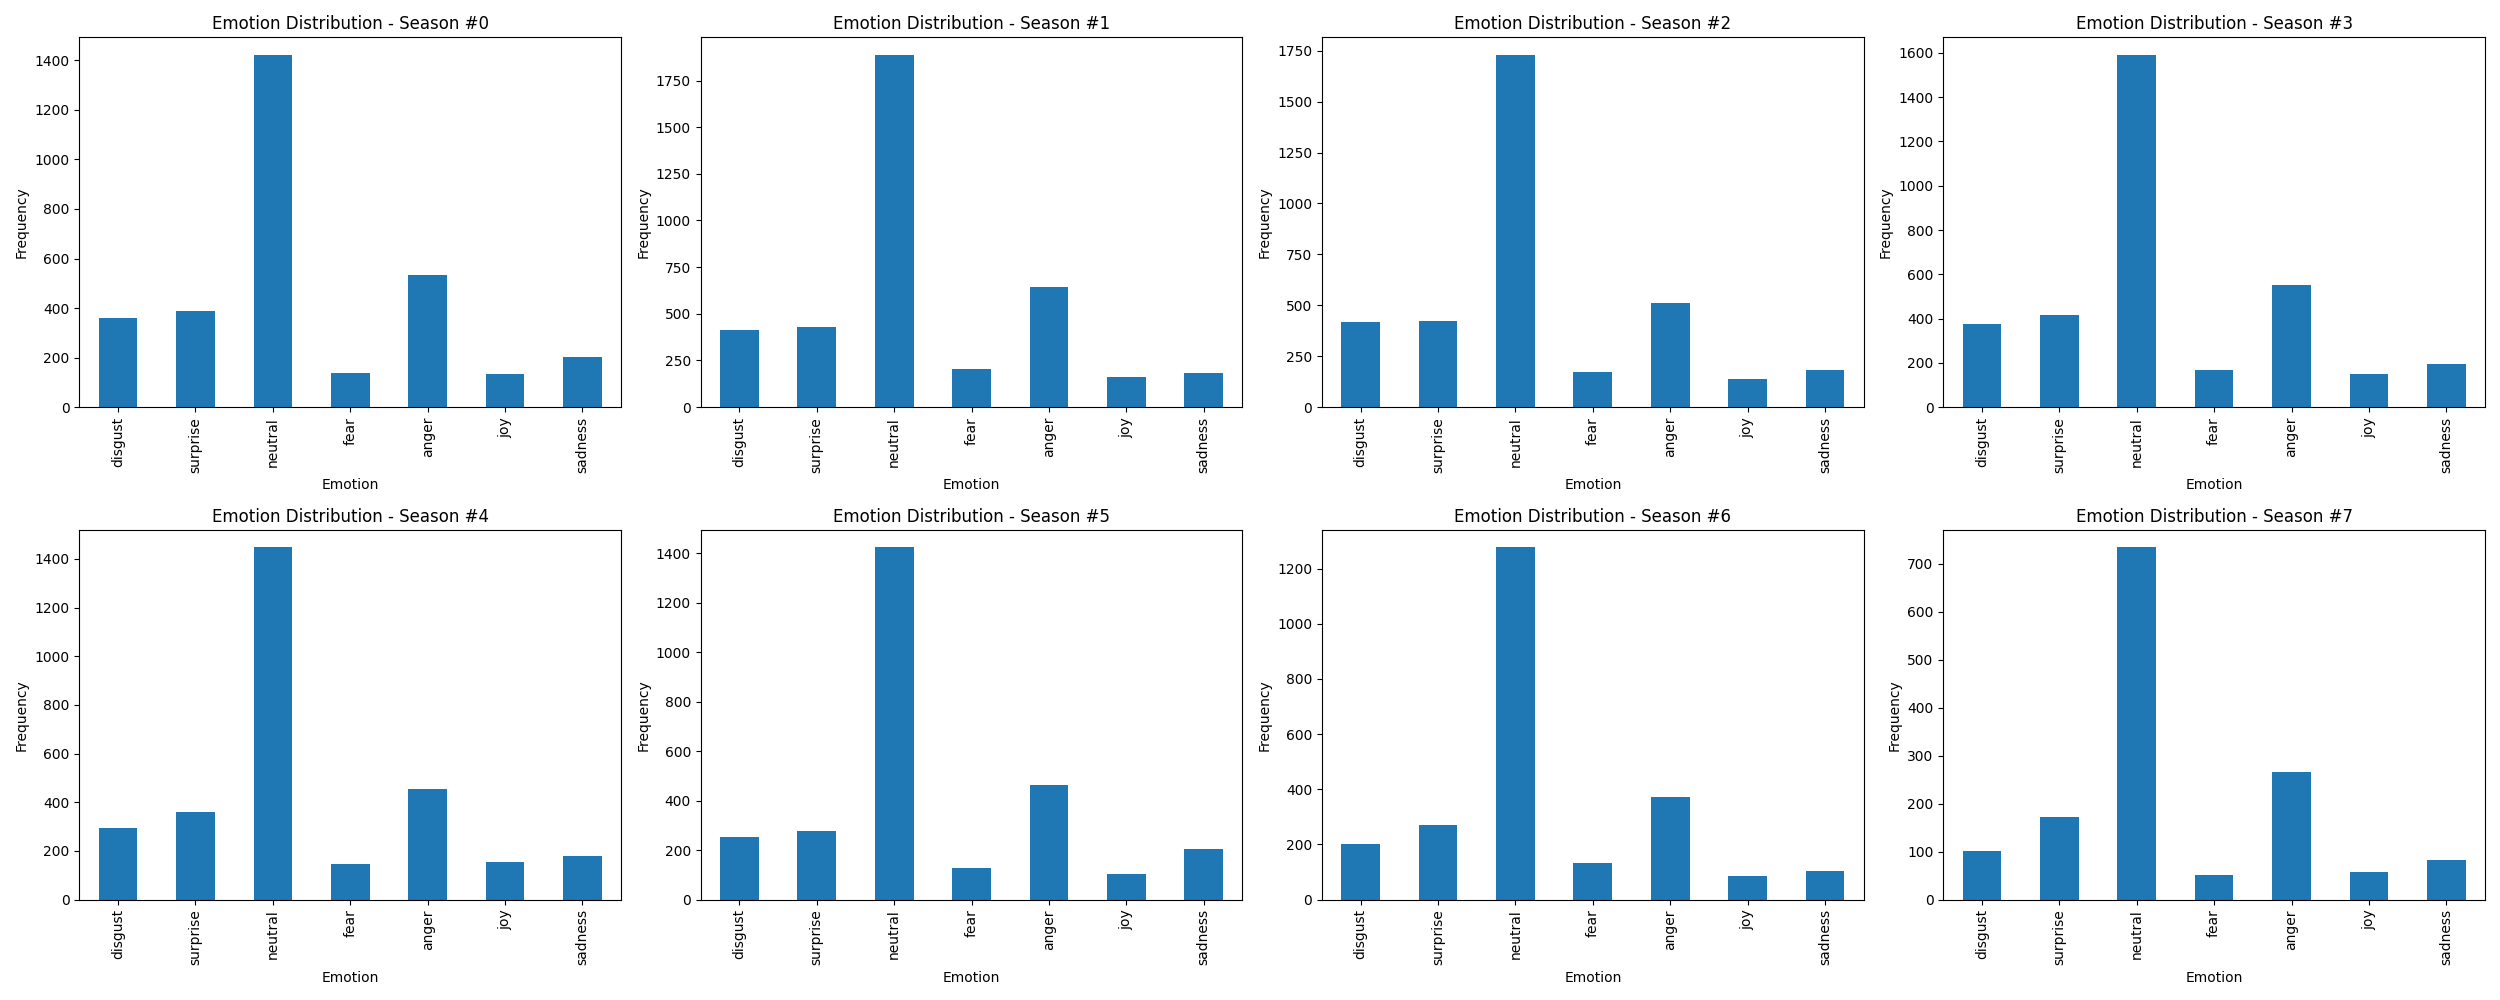 Emotion Distribution - Season #0
Frequency
1400
1200
1000
800
600
400
200
0
disgust
surprise
neutral
fear
anger
joy
sadness
Emotion
Emotion Distribution - Season #1
Frequency
1750
1500
1250
1000
750
500
250
0
disgust
surprise
neutral
fear
anger
joy
sadness
Emotion
Emotion Distribution - Season #2
Frequency
1750
1500
1250
1000
750
500
250
0
disgust
surprise
neutral
fear
anger
joy
sadness
Emotion
Emotion Distribution - Season #3
Frequency
1600
1400
1200
1000
800
600
400
200
0
disgust
surprise
neutral
fear
anger
joy
sadness
Emotion
Emotion Distribution - Season #4
Frequency
1400
1200
1000
800
600
400
200
0
disgust
surprise
neutral
fear
anger
joy
sadness
Emotion
Emotion Distribution - Season #5
Frequency
1400
1200
1000
800
600
400
200
0
disgust
surprise
neutral
fear
anger
joy
sadness
Emotion
Emotion Distribution - Season #6
Frequency
1200
1000
800
600
400
200
0
disgust
surprise
neutral
fear
anger
joy
sadness
Emotion
Emotion Distribution - Season #7
Frequency
700
600
500
400
300
200
100
0
disgust
surprise
neutral
fear
anger
joy
sadness
Emotion